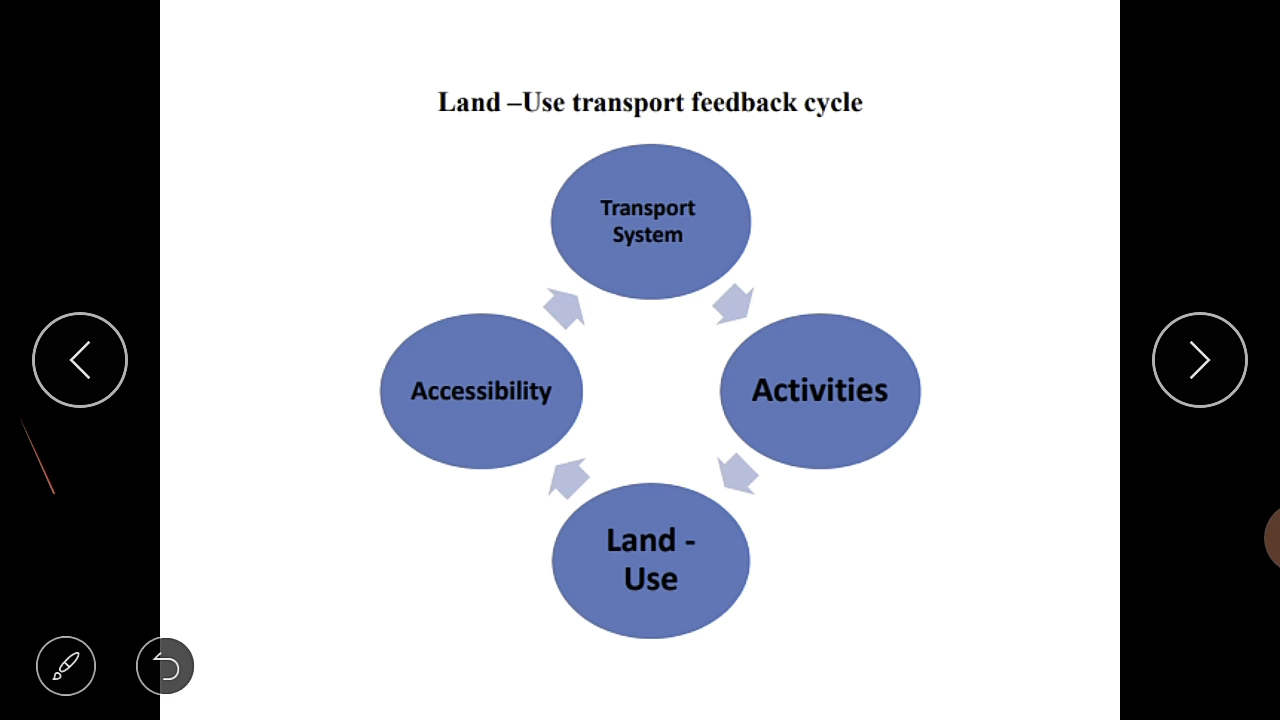 Land –Use transport feedback cycle
Transport
System
Accessibility
Activities
Land -
Use